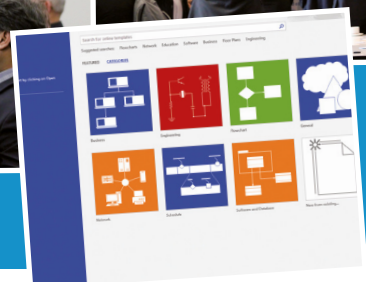 Search for online templates
Suggested searches: Flowcharts Network Education Software Business Floor Plans Engineering
FEATURED CATEGORIES
Business
Engineering
Flowchart
General
Network
Schedule
Software and Database
New from existing...